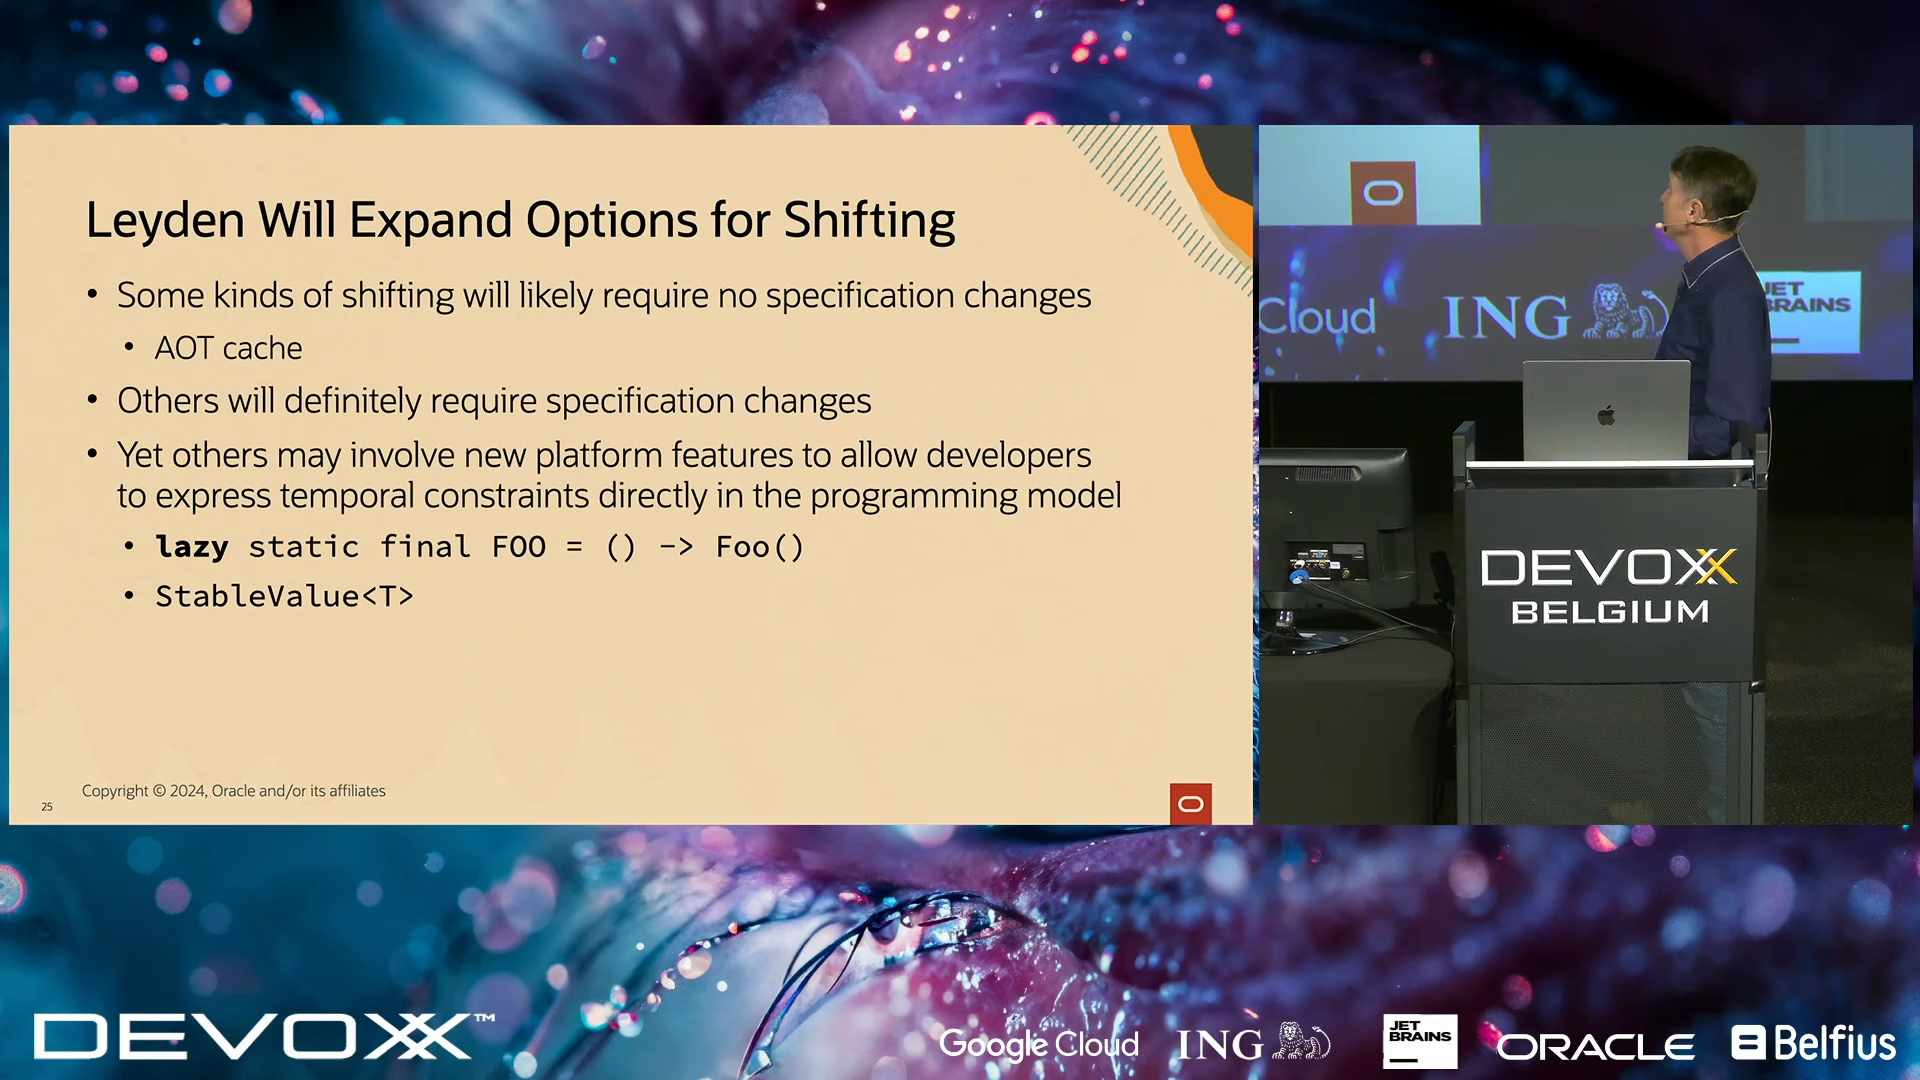 Leyden Will Expand Options for Shifting
• Some kinds of shifting will likely require no specification changes
• AOT cache
• Others will definitely require specification changes
• Yet others may involve new platform features to allow developers
to express temporal constraints directly in the programming model
• lazy static final FOO = () -> Foo()
• StableValue<T>
Copyright © 2024, Oracle and/or its affiliates
25
Cloud
ING
JET
BRAINS
DEVOXX
BELGIUM
DEVOXX™
Google Cloud
ING
JET
BRAINS
ORACLE
Belfius